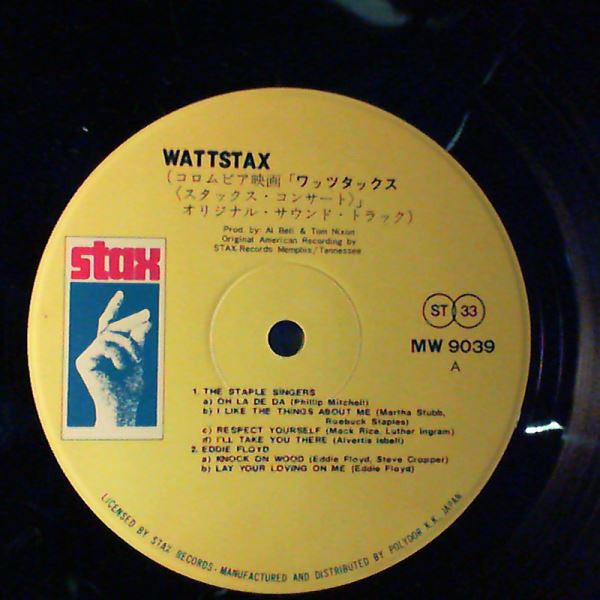 WATTSTAX
(コロムビア映画「ワッツタックス
〈スタックス・コンサート〉」
オリジナル・サウンド・トラック)
Prod. by: Al Bell & Tom Nixon
Original American Recording by
STAX Records Memphis/Tennessee
stax
ST 33
MW 9039
A
1. THE STAPLE SINGERS
a) OH LA DE DA (Phillip Mitchell)
b) I LIKE THE THINGS ABOUT ME (Martha Stubb,
Roebuck Staples)
c) RESPECT YOURSELF (Mack Rice, Luther Ingram)
d) I'LL TAKE YOU THERE (Alvertis Isbell)
2. EDDIE FLOYD
a) KNOCK ON WOOD (Eddie Floyd, Steve Cropper)
b) LAY YOUR LOVING ON ME (Eddie Floyd)
LICENSED BY STAX RECORDS · MANUFACTURED AND DISTRIBUTED BY POLYDOR K.K. JAPAN